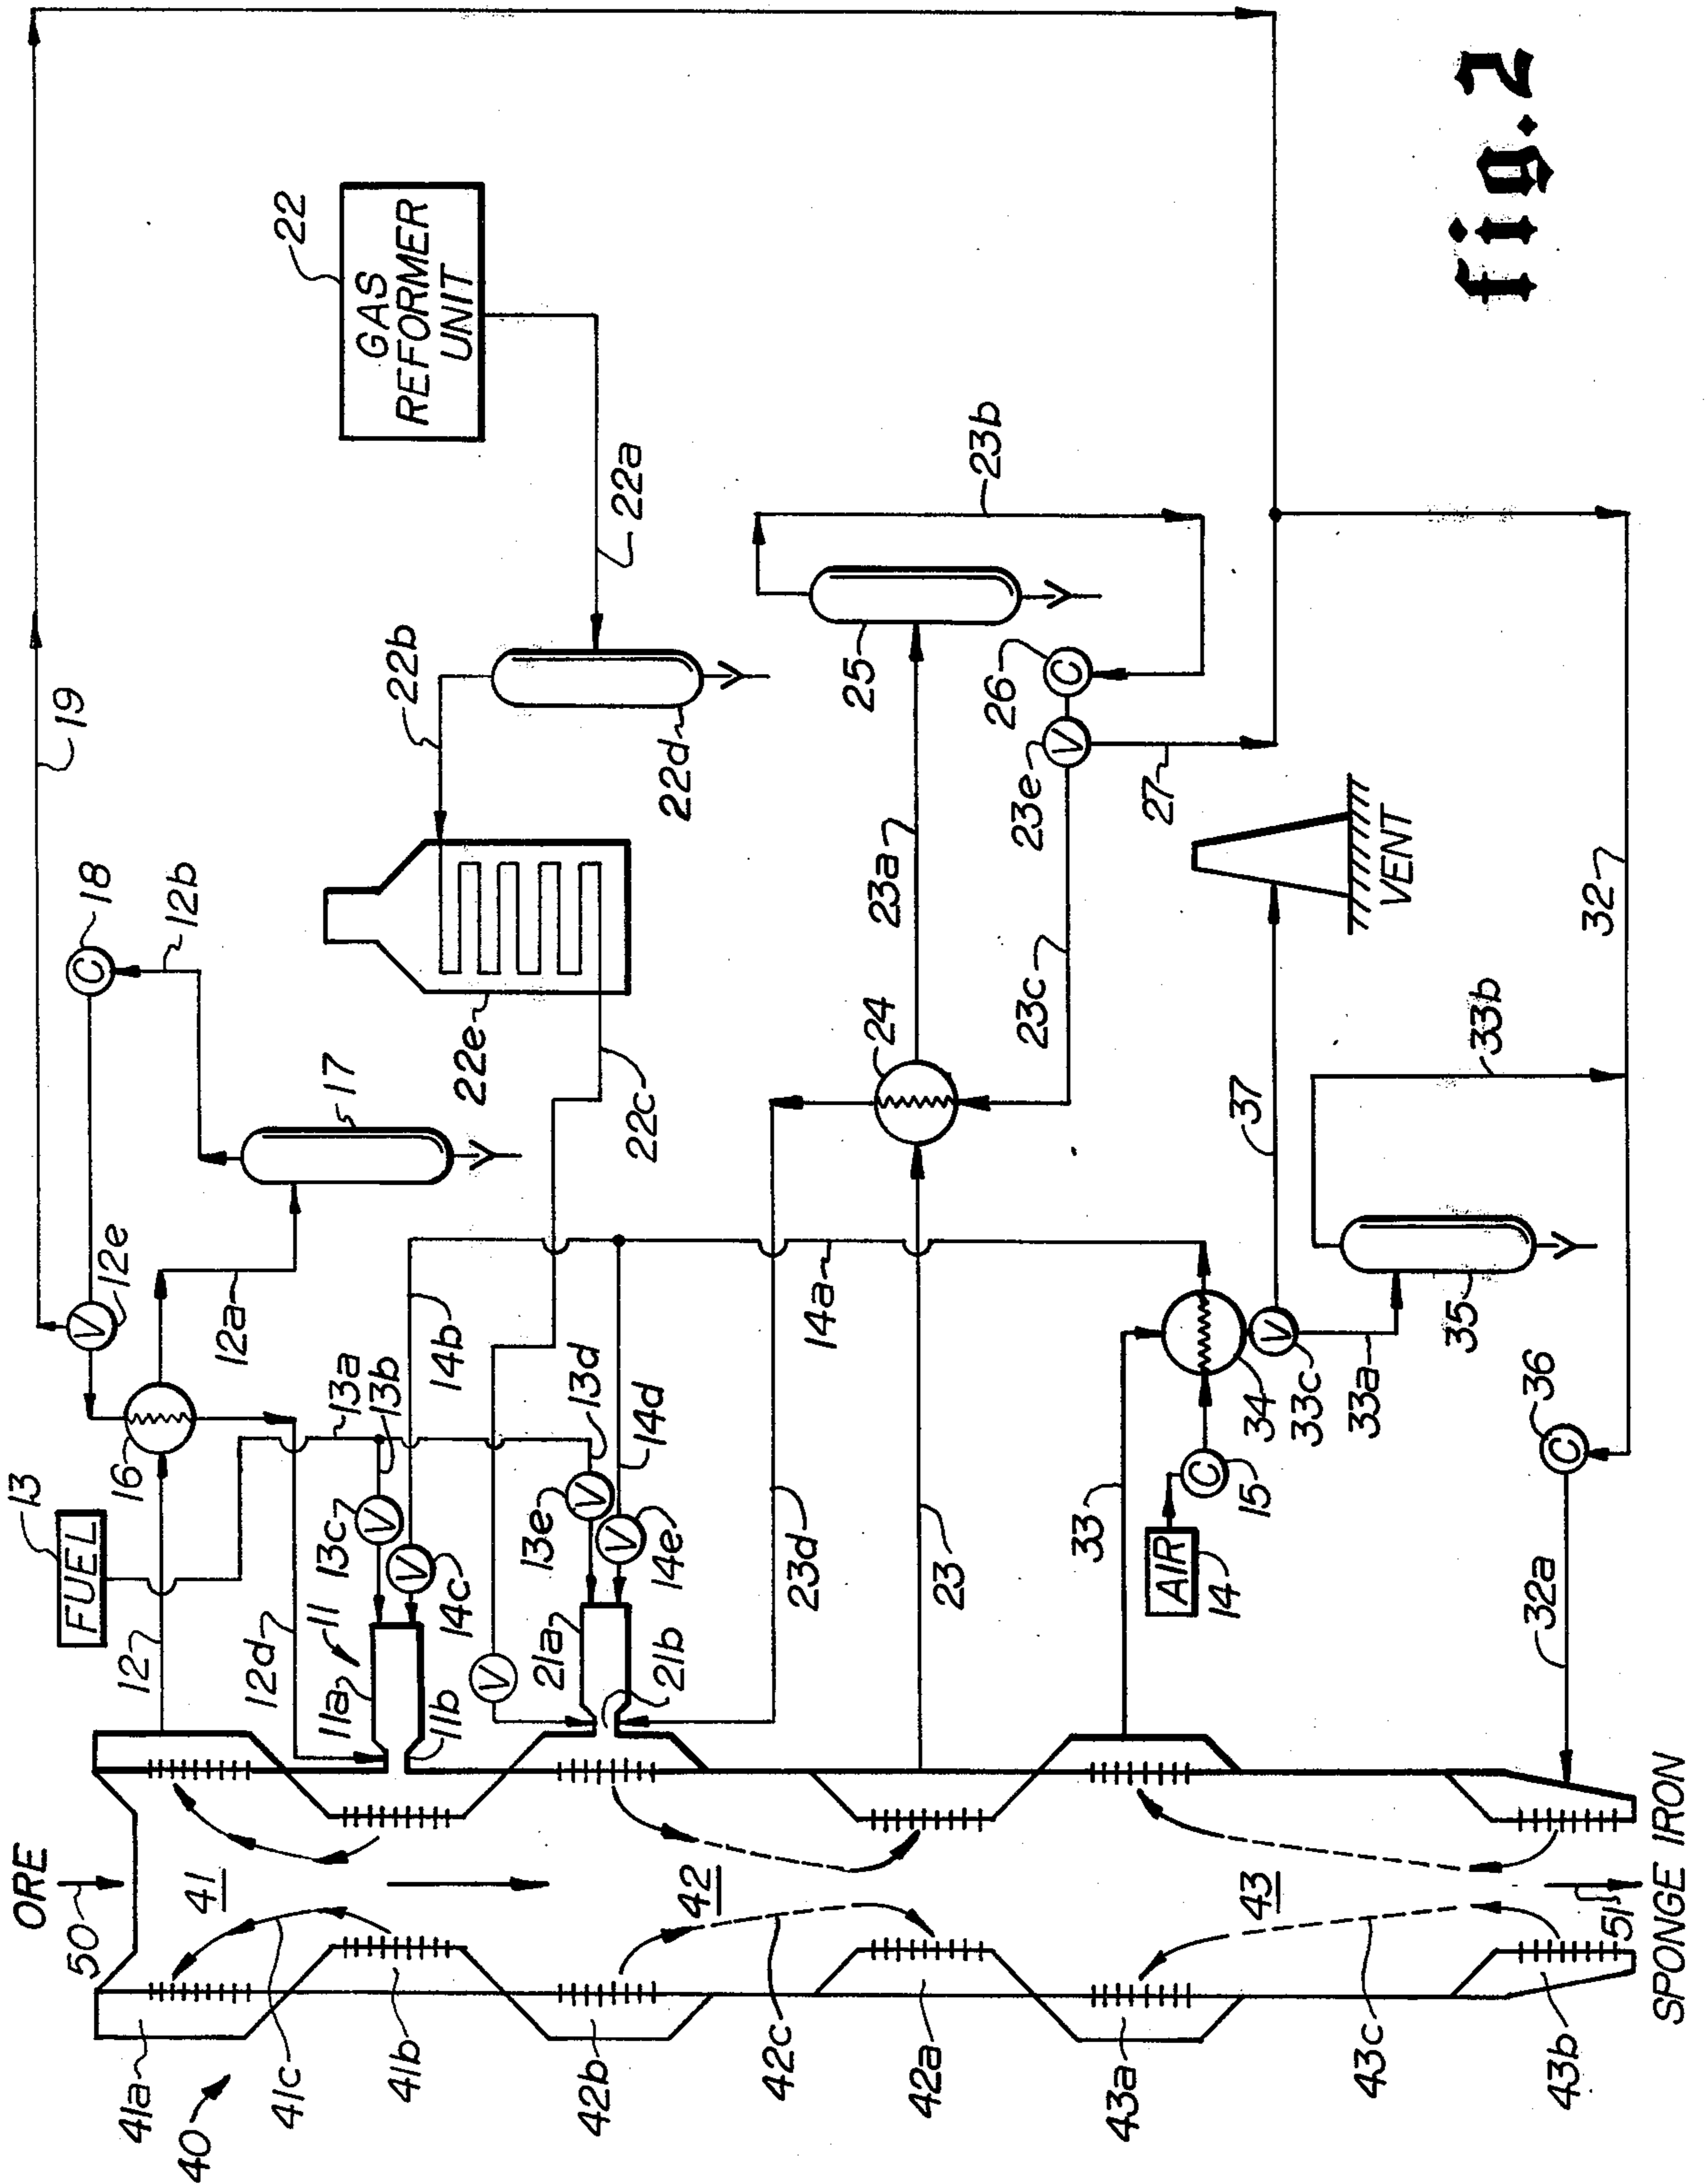 ORE
50
41a
40
41
41c
41b
42b
42
42c
42a
43a
43
43c
43b
51
SPONGE IRON
FUEL
13
12
16
12a
12e
12b
18
19
17
12d
11
11a
11b
13a
13b
13c
14b
14c
13d
13e
14d
14e
21a
21b
V
V
V
V
V
V
C
22
GAS
REFORMER
UNIT
22a
22b
22d
22e
22c
23d
23
24
23a
25
23b
26
C
23e
V
23c
27
14a
33
AIR
14
15
C
34
33c
V
33a
35
33b
37
VENT
36
C
32
32a
fig.2